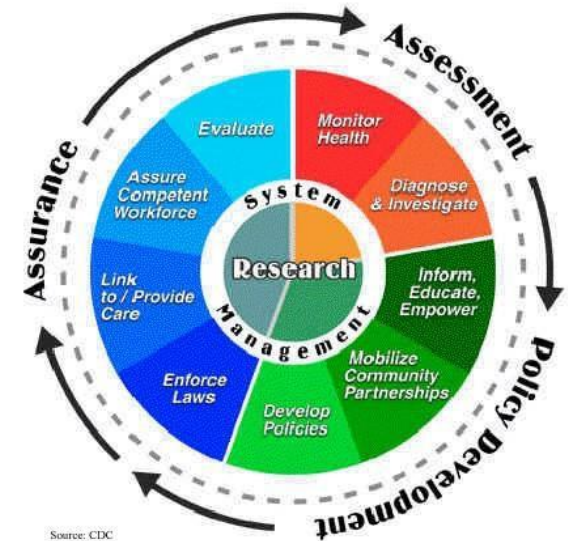 Assessment
Policy Development
Assurance
Monitor
Health
Diagnose
& Investigate
Inform,
Educate,
Empower
Mobilize
Community
Partnerships
Develop
Policies
Enforce
Laws
Link
to / Provide
Care
Assure
Competent
Workforce
Evaluate
System
Management
Research
Source: CDC